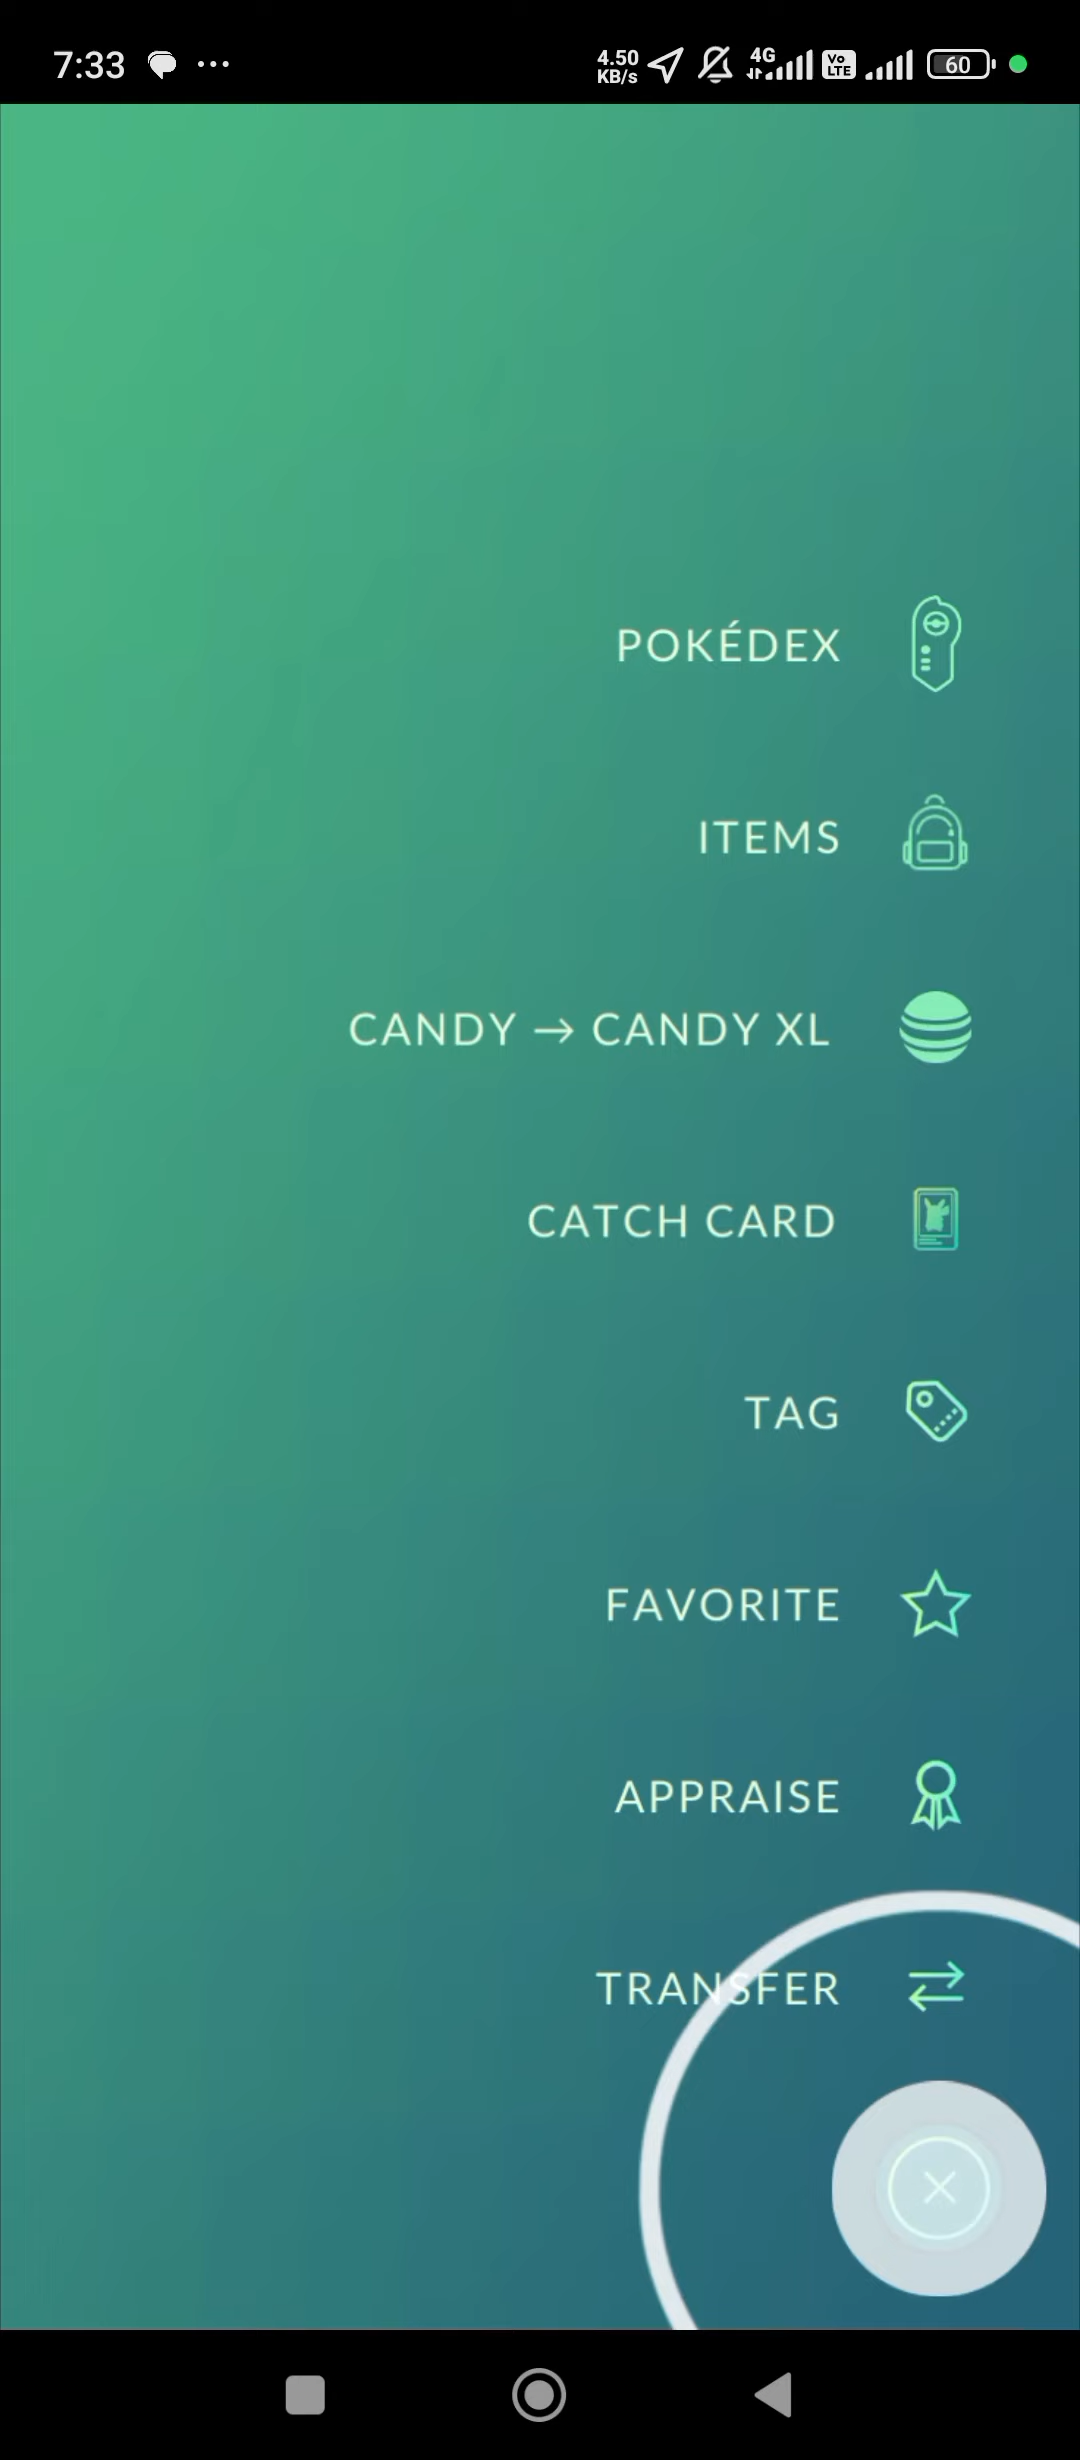 7:33 4.50 KB/s 4G Vo LTE 60
POKÉDEX
ITEMS
CANDY → CANDY XL
CATCH CARD
TAG
FAVORITE
APPRAISE
TRANSFER